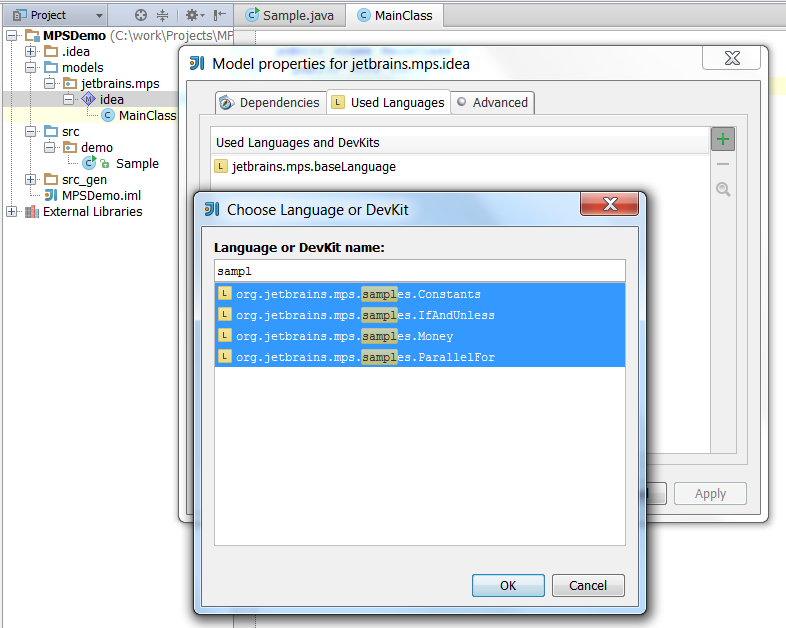 Project
Sample.java
MainClass
MPSDemo (C:\work\Projects\MP
.idea
models
jetbrains.mps
idea
MainClass
src
demo
Sample
src_gen
MPSDemo.iml
External Libraries
Model properties for jetbrains.mps.idea
Dependencies
Used Languages
Advanced
Used Languages and DevKits
jetbrains.mps.baseLanguage
Choose Language or DevKit
Language or DevKit name:
sampl
org.jetbrains.mps.samples.Constants
org.jetbrains.mps.samples.IfAndUnless
org.jetbrains.mps.samples.Money
org.jetbrains.mps.samples.ParallelFor
Apply
OK
Cancel